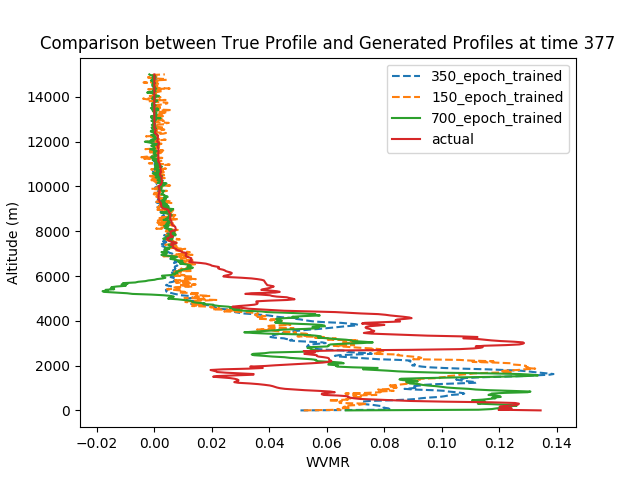 Comparison between True Profile and Generated Profiles at time 377
350_epoch_trained
150_epoch_trained
700_epoch_trained
actual
Altitude (m)
14000
12000
10000
8000
6000
4000
2000
0
−0.02 0.00 0.02 0.04 0.06 0.08 0.10 0.12 0.14
WVMR